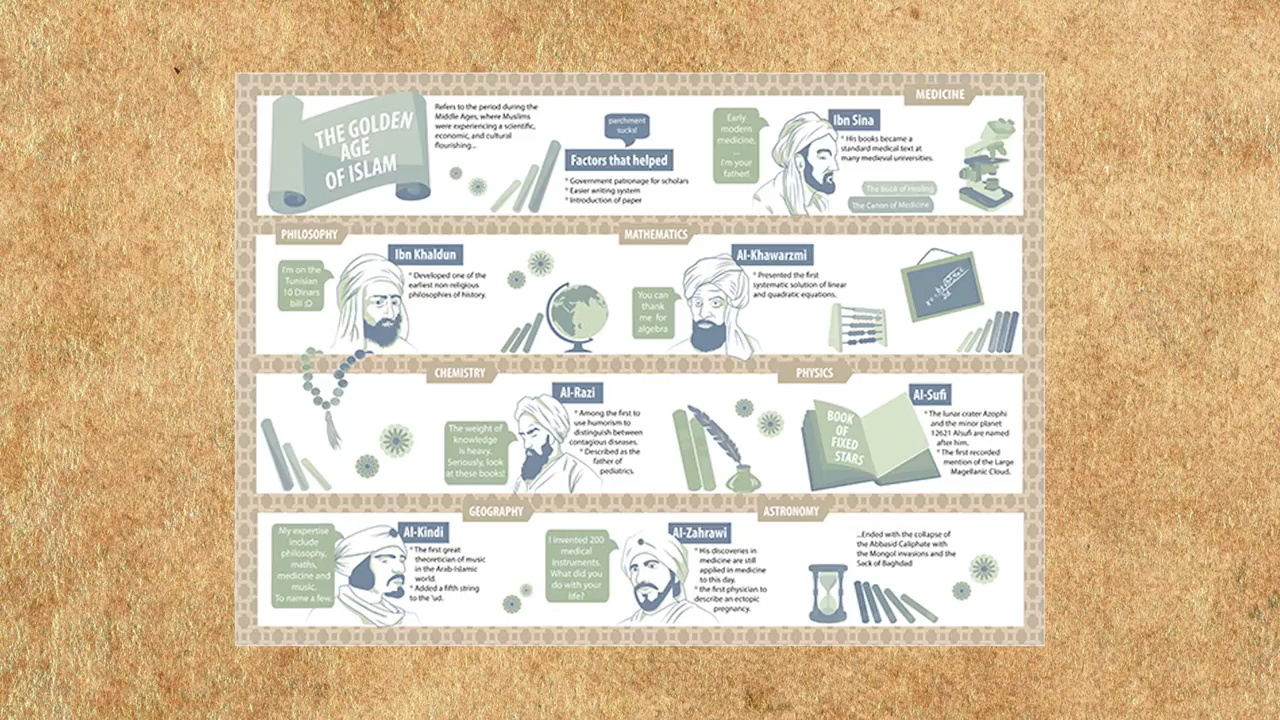 MEDICINE
THE GOLDEN
AGE
OF ISLAM
Refers to the period during the
Middle Ages, where Muslims
were experiencing a scientific,
economic, and cultural
flourishing...
parchment
sucks!
Factors that helped
* Government patronage for scholars
* Easier writing system
* Introduction of paper
Early
modern
medicine,
...
I'm your
father!
Ibn Sina
* His books became a
standard medical text at
many medieval universities.
The Book of Healing
The Canon of Medicine
PHILOSOPHY
I'm on the
Tunisian
10 Dinars
bill :D
Ibn Khaldun
* Developed one of the
earliest non-religious
philosophies of history.
MATHEMATICS
You can
thank
me for
algebra
Al-Khawarzmi
* Presented the first
systematic solution of linear
and quadratic equations.
CHEMISTRY
The weight of
knowledge
is heavy.
Seriously, look
at these books!
Al-Razi
* Among the first to
use humorism to
distinguish between
contagious diseases.
* Described as the
father of
pediatrics.
PHYSICS
BOOK
OF
FIXED
STARS
Al-Sufi
* The lunar crater Azophi
and the minor planet
12621 Alsufi are named
after him.
* The first recorded
mention of the Large
Magellanic Cloud.
GEOGRAPHY
My expertise
include
philosophy,
maths,
medicine and
music.
To name a few.
Al-Kindi
* The first great
theoretician of music
in the Arab-Islamic
world.
* Added a fifth string
to the 'ud.
ASTRONOMY
I invented 200
medical
instruments.
What did you
do with your
life?
Al-Zahrawi
* His discoveries in
medicine are still
applied in medicine
to this day.
* the first physician to
describe an ectopic
pregnancy.
...Ended with the collapse of
the Abbasid Caliphate with
the Mongol invasions and the
Sack of Baghdad